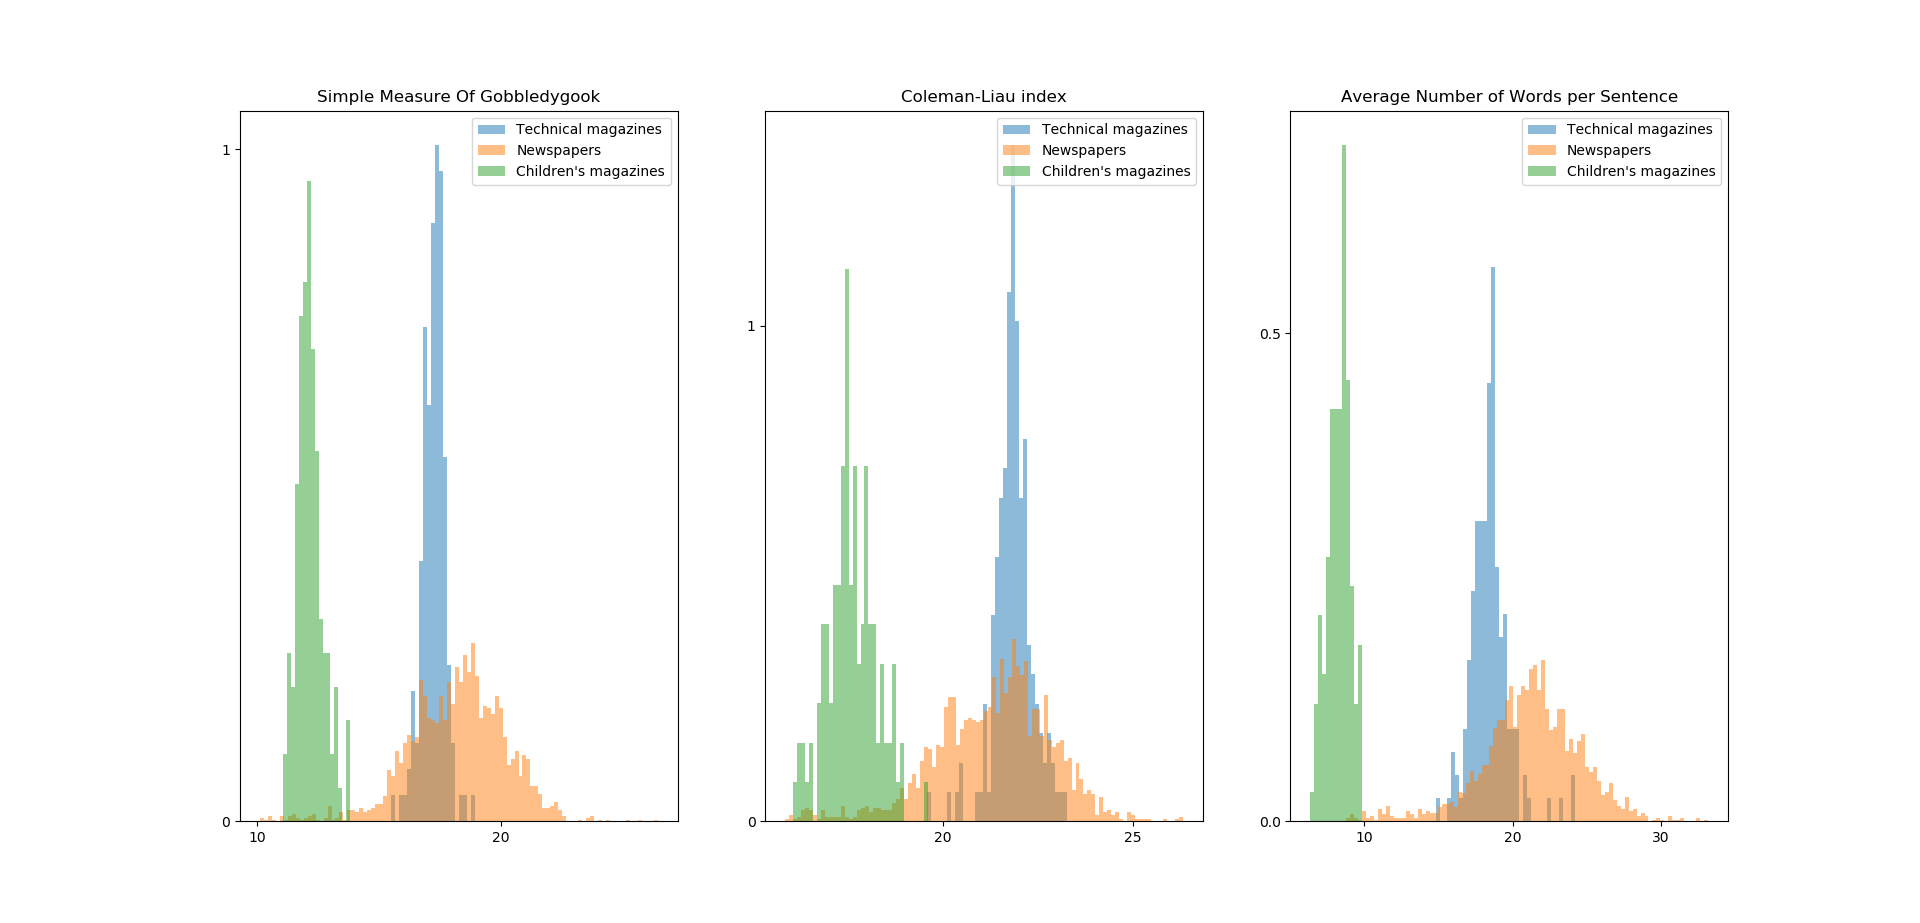 Simple Measure Of Gobbledygook
Technical magazines
Newspapers
Children's magazines
1
0
10
20
Coleman-Liau index
Technical magazines
Newspapers
Children's magazines
1
0
20
25
Average Number of Words per Sentence
Technical magazines
Newspapers
Children's magazines
0.5
0.0
10
20
30